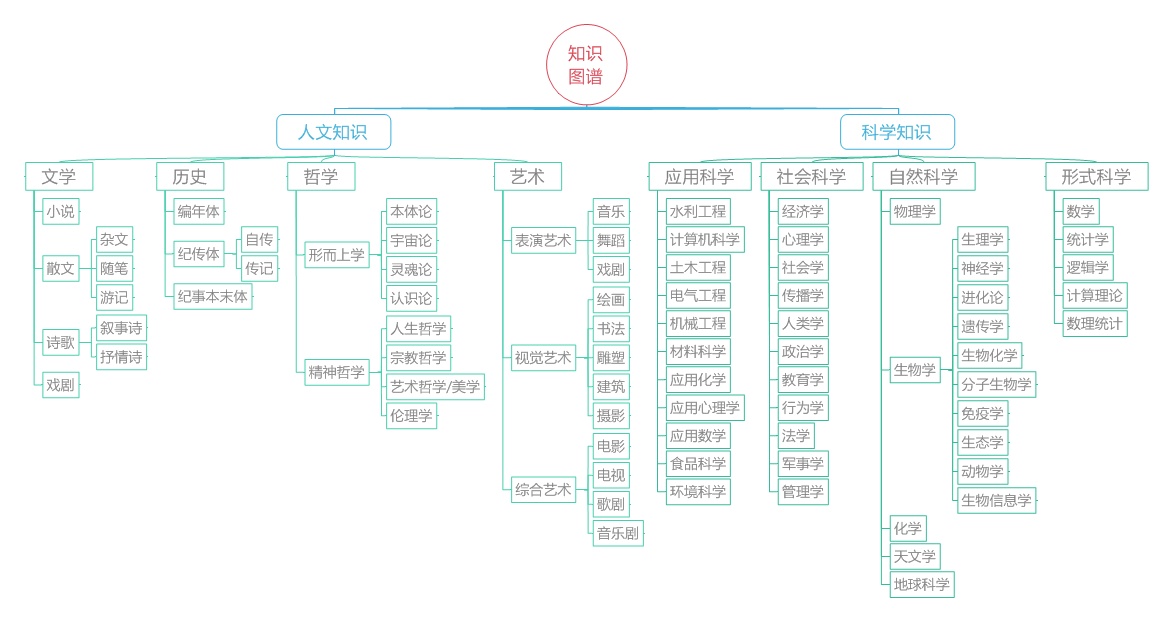 知识
图谱
人文知识
科学知识
文学
小说
散文
杂文
随笔
游记
诗歌
叙事诗
抒情诗
戏剧
历史
编年体
纪传体
自传
传记
纪事本末体
哲学
形而上学
本体论
宇宙论
灵魂论
认识论
精神哲学
人生哲学
宗教哲学
艺术哲学/美学
伦理学
艺术
表演艺术
音乐
舞蹈
戏剧
视觉艺术
绘画
书法
雕塑
建筑
摄影
综合艺术
电影
电视
歌剧
音乐剧
应用科学
水利工程
计算机科学
土木工程
电气工程
机械工程
材料科学
应用化学
应用心理学
应用数学
食品科学
环境科学
社会科学
经济学
心理学
社会学
传播学
人类学
政治学
教育学
行为学
法学
军事学
管理学
自然科学
物理学
生物学
生理学
神经学
进化论
遗传学
生物化学
分子生物学
免疫学
生态学
动物学
生物信息学
化学
天文学
地球科学
形式科学
数学
统计学
逻辑学
计算理论
数理统计